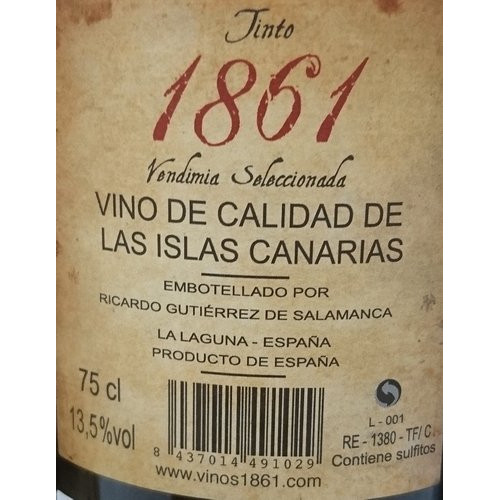 Tinto
1861
Vendimia Seleccionada
VINO DE CALIDAD DE
LAS ISLAS CANARIAS
EMBOTELLADO POR
RICARDO GUTIÉRREZ DE SALAMANCA
LA LAGUNA - ESPAÑA
PRODUCTO DE ESPAÑA
75 cl
13,5%vol
8 437014 491029
www.vinos1861.com
L - 001
RE - 1380 - TF/C.
Contiene sulfitos